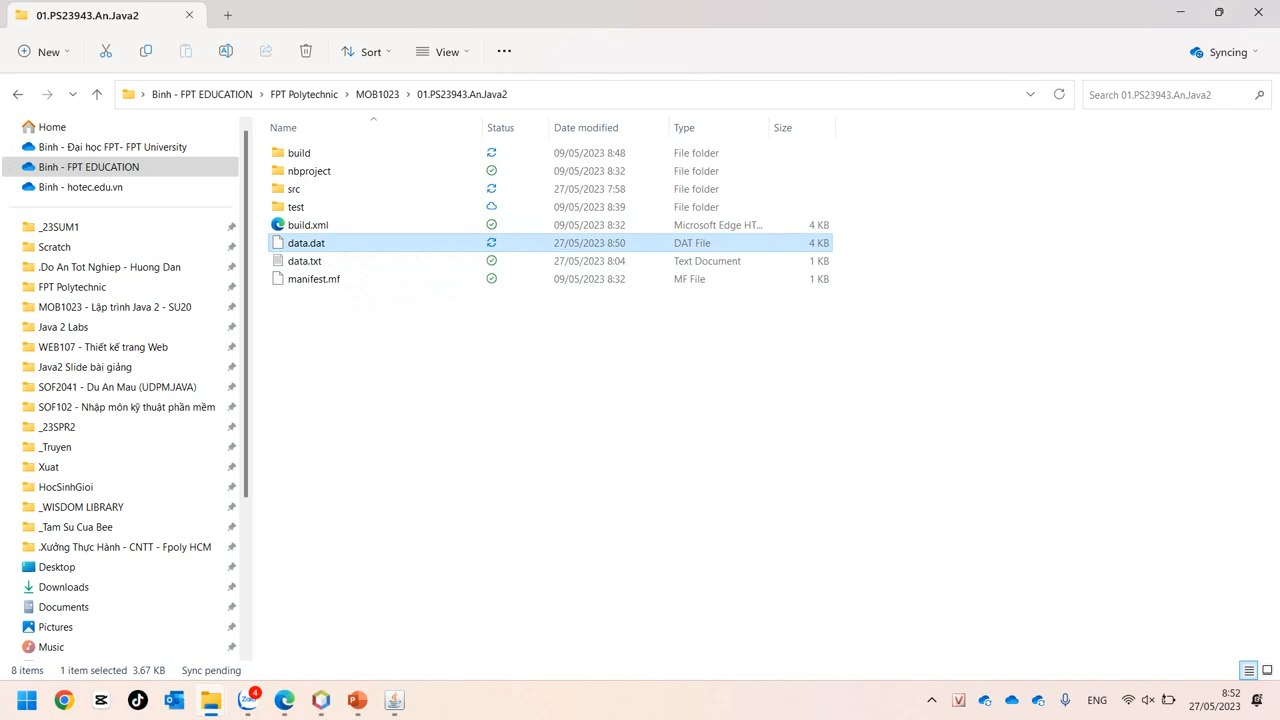 01.PS23943.An.Java2
New
Sort
View
Syncing
Binh - FPT EDUCATION
FPT Polytechnic
MOB1023
01.PS23943.An.Java2
Search 01.PS23943.An.Java2
Home
Binh - Đại học FPT- FPT University
Binh - FPT EDUCATION
Binh - hotec.edu.vn
_23SUM1
Scratch
.Do An Tot Nghiep - Huong Dan
FPT Polytechnic
MOB1023 - Lập trình Java 2 - SU20
Java 2 Labs
WEB107 - Thiết kế trang Web
Java2 Slide bài giảng
SOF2041 - Du An Mau (UDPM.JAVA)
SOF102 - Nhập môn kỹ thuật phần mềm
_23SPR2
_Truyen
Xuat
HocSinhGioi
_WISDOM LIBRARY
_Tam Su Cua Bee
.Xưởng Thực Hành - CNTT - Fpoly HCM
Desktop
Downloads
Documents
Pictures
Music
Name Status Date modified Type Size
build 09/05/2023 8:48 File folder
nbproject 09/05/2023 8:32 File folder
src 27/05/2023 7:58 File folder
test 09/05/2023 8:39 File folder
build.xml 09/05/2023 8:32 Microsoft Edge HT... 4 KB
data.dat 27/05/2023 8:50 DAT File 4 KB
data.txt 27/05/2023 8:04 Text Document 1 KB
manifest.mf 09/05/2023 8:32 MF File 1 KB
8 items 1 item selected 3.67 KB Sync pending
Zalo 4
ENG
8:52
27/05/2023